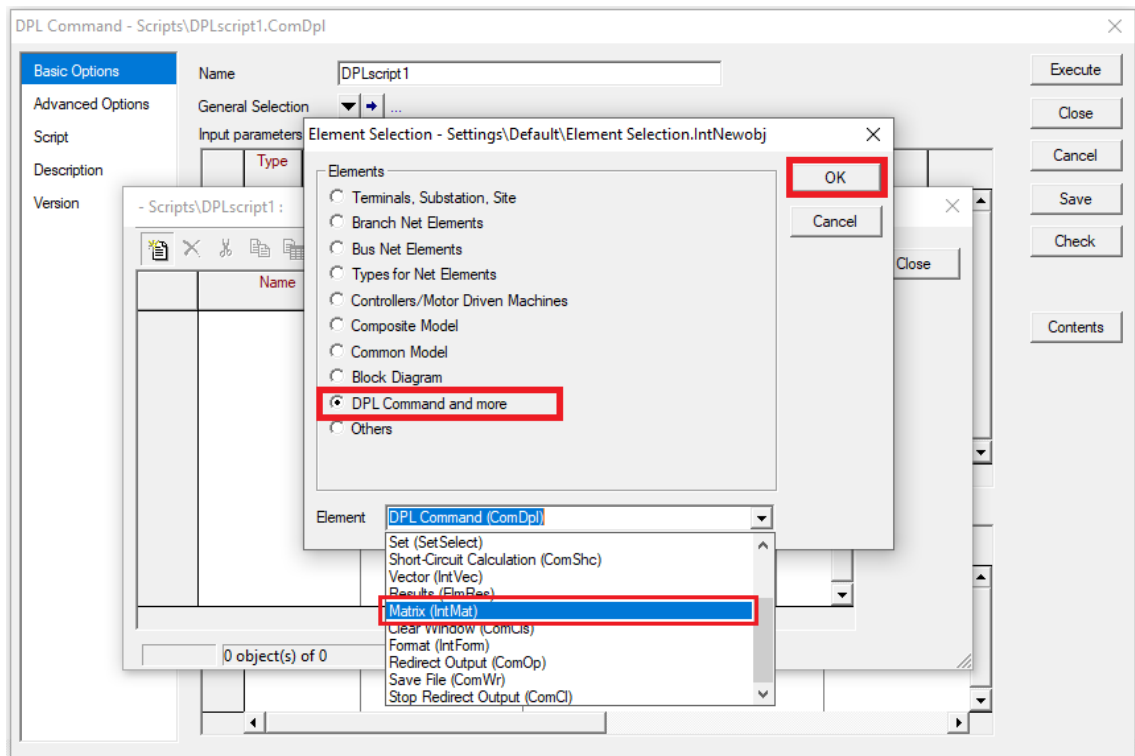 DPL Command - Scripts\DPLscript1.ComDpl
Basic Options
Advanced Options
Script
Description
Version
Name
DPLscript1
General Selection
...
Input parameters
Type
Execute
Close
Cancel
Save
Check
Contents
- Scripts\DPLscript1 :
Name
Close
0 object(s) of 0
Element Selection - Settings\Default\Element Selection.IntNewobj
Elements
Terminals, Substation, Site
Branch Net Elements
Bus Net Elements
Types for Net Elements
Controllers/Motor Driven Machines
Composite Model
Common Model
Block Diagram
DPL Command and more
Others
OK
Cancel
Element
DPL Command (ComDpl)
Set (SetSelect)
Short-Circuit Calculation (ComShc)
Vector (IntVec)
Results (ElmRes)
Matrix (IntMat)
Clear Window (ComCls)
Format (IntForm)
Redirect Output (ComOp)
Save File (ComWr)
Stop Redirect Output (ComCl)